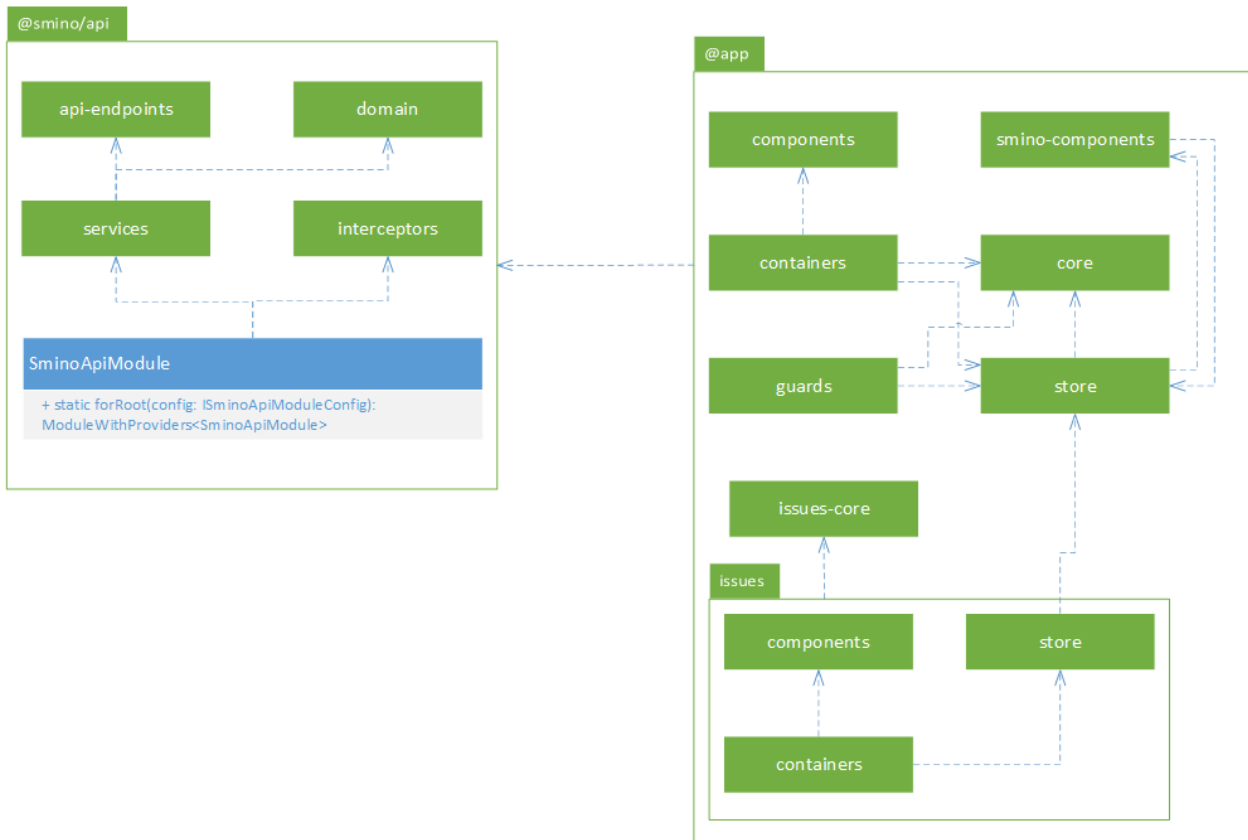 @smino/api
api-endpoints
domain
services
interceptors
SminoApiModule
+ static forRoot(config: ISminoApiModuleConfig):
ModuleWithProviders<SminoApiModule>
@app
components
smino-components
containers
core
guards
store
issues-core
issues
components
store
containers